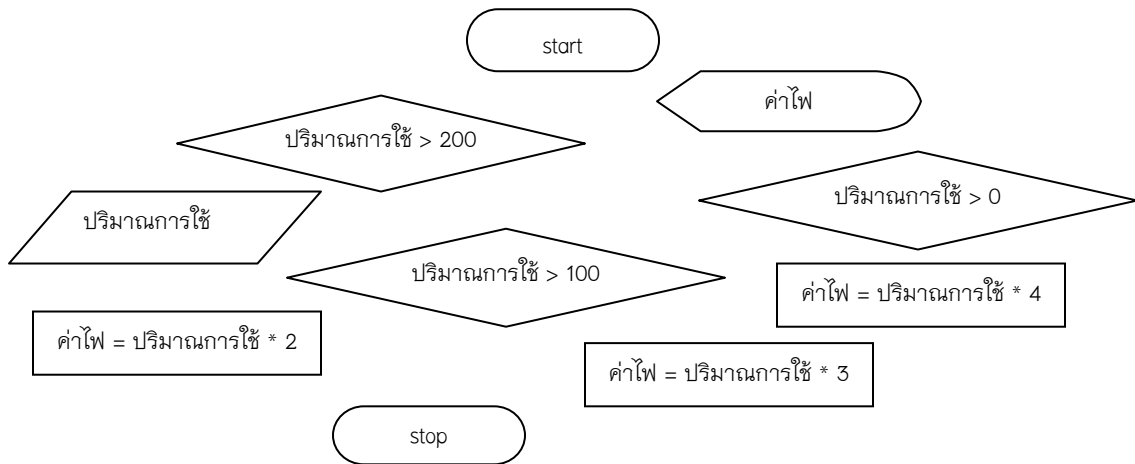 start
ค่าไฟ
ปริมาณการใช้ > 200
ปริมาณการใช้ > 0
ปริมาณการใช้
ปริมาณการใช้ > 100
ค่าไฟ = ปริมาณการใช้ * 4
ค่าไฟ = ปริมาณการใช้ * 2
ค่าไฟ = ปริมาณการใช้ * 3
stop